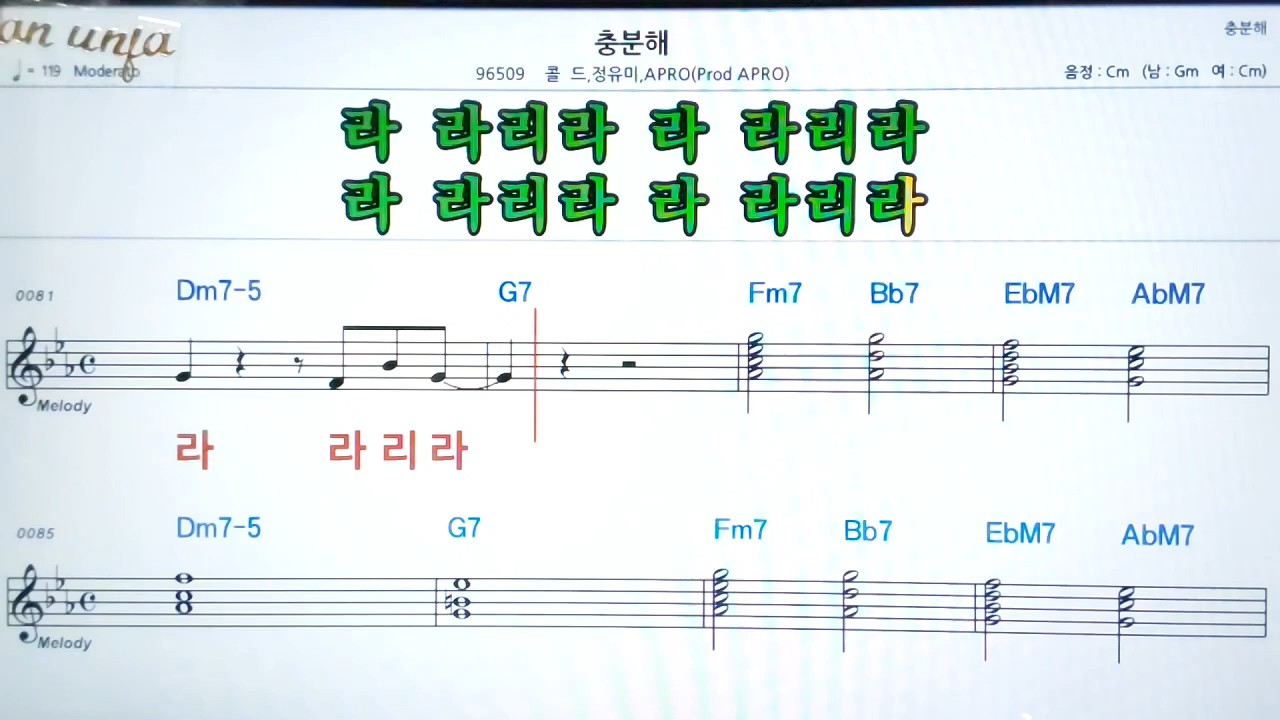 an unfa
충분해
충분해
♩ = 119 Moderato
96509 콜 드,정유미,APRO(Prod APRO)
음정 : Cm (남 : Gm 여 : Cm)
라 라리라 라 라리라
라 라리라 라 라리라
0081 Dm7-5 G7 Fm7 Bb7 EbM7 AbM7
Melody
라 라 리 라
0085 Dm7-5 G7 Fm7 Bb7 EbM7 AbM7
Melody